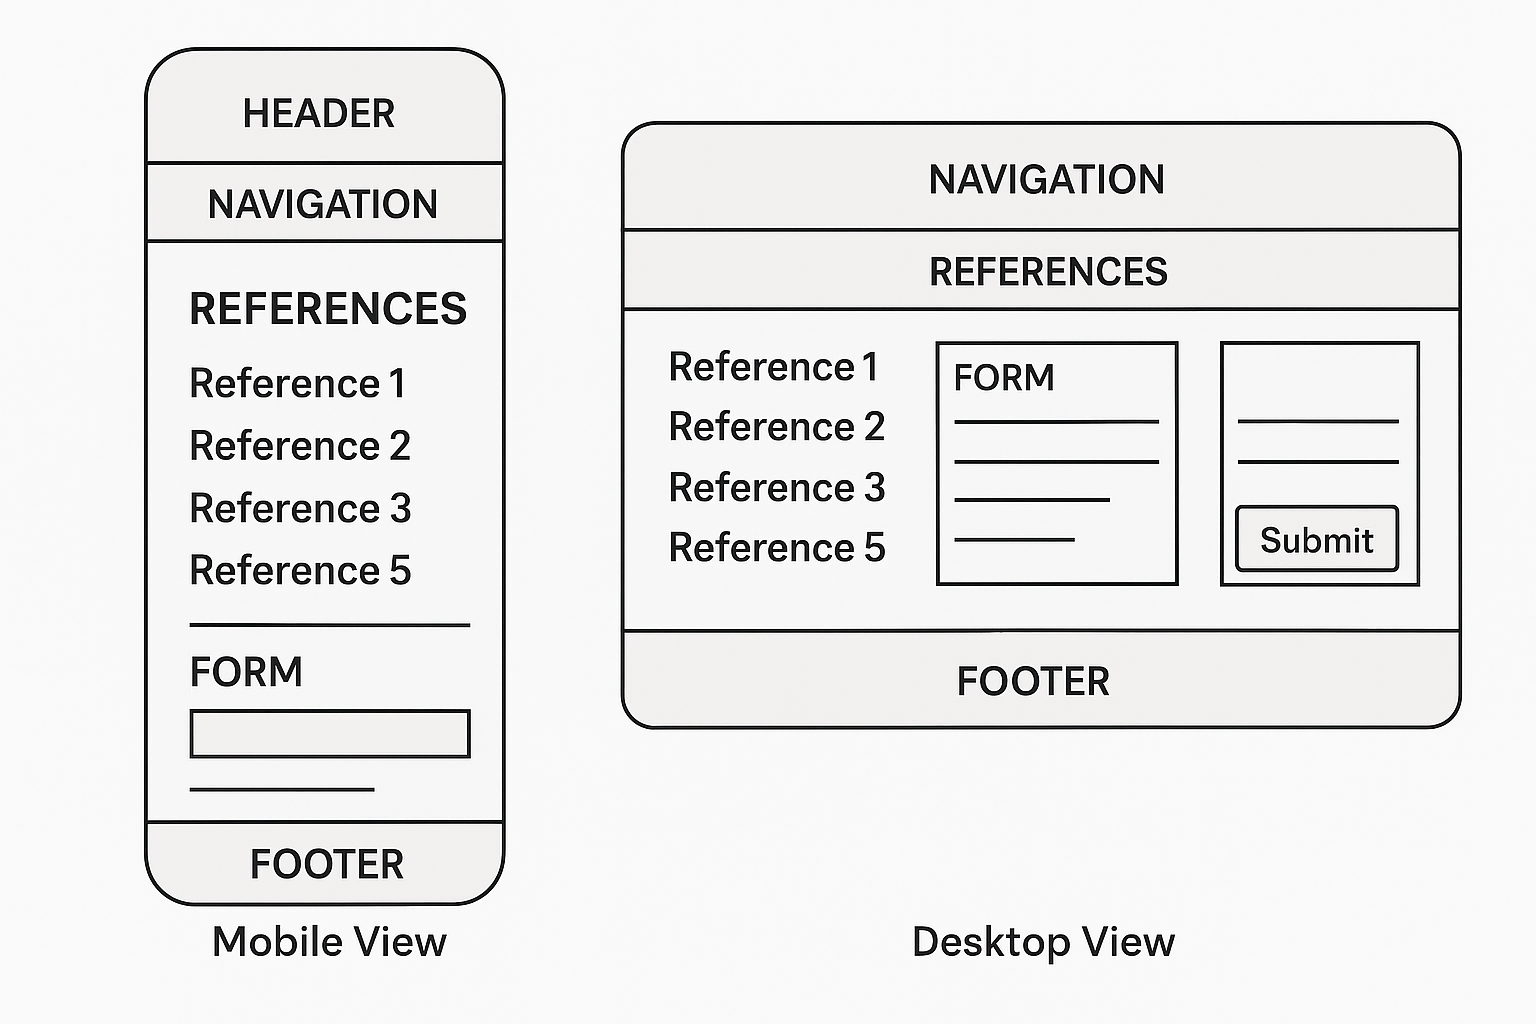 HEADER
NAVIGATION
REFERENCES
Reference 1
Reference 2
Reference 3
Reference 5
FORM
FOOTER
Mobile View
NAVIGATION
REFERENCES
Reference 1
Reference 2
Reference 3
Reference 5
FORM
Submit
FOOTER
Desktop View